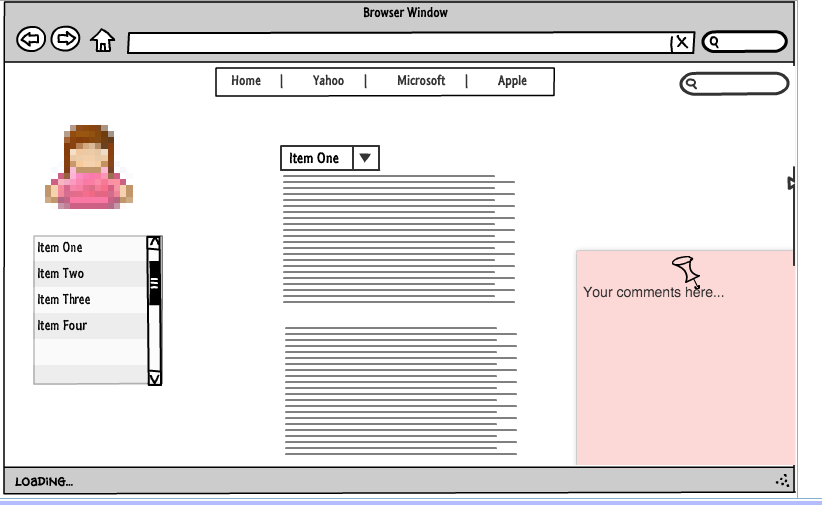 Browser Window
Home | Yahoo | Microsoft | Apple
Item One
Item One
Item Two
Item Three
Item Four
Your comments here...
LOADING...